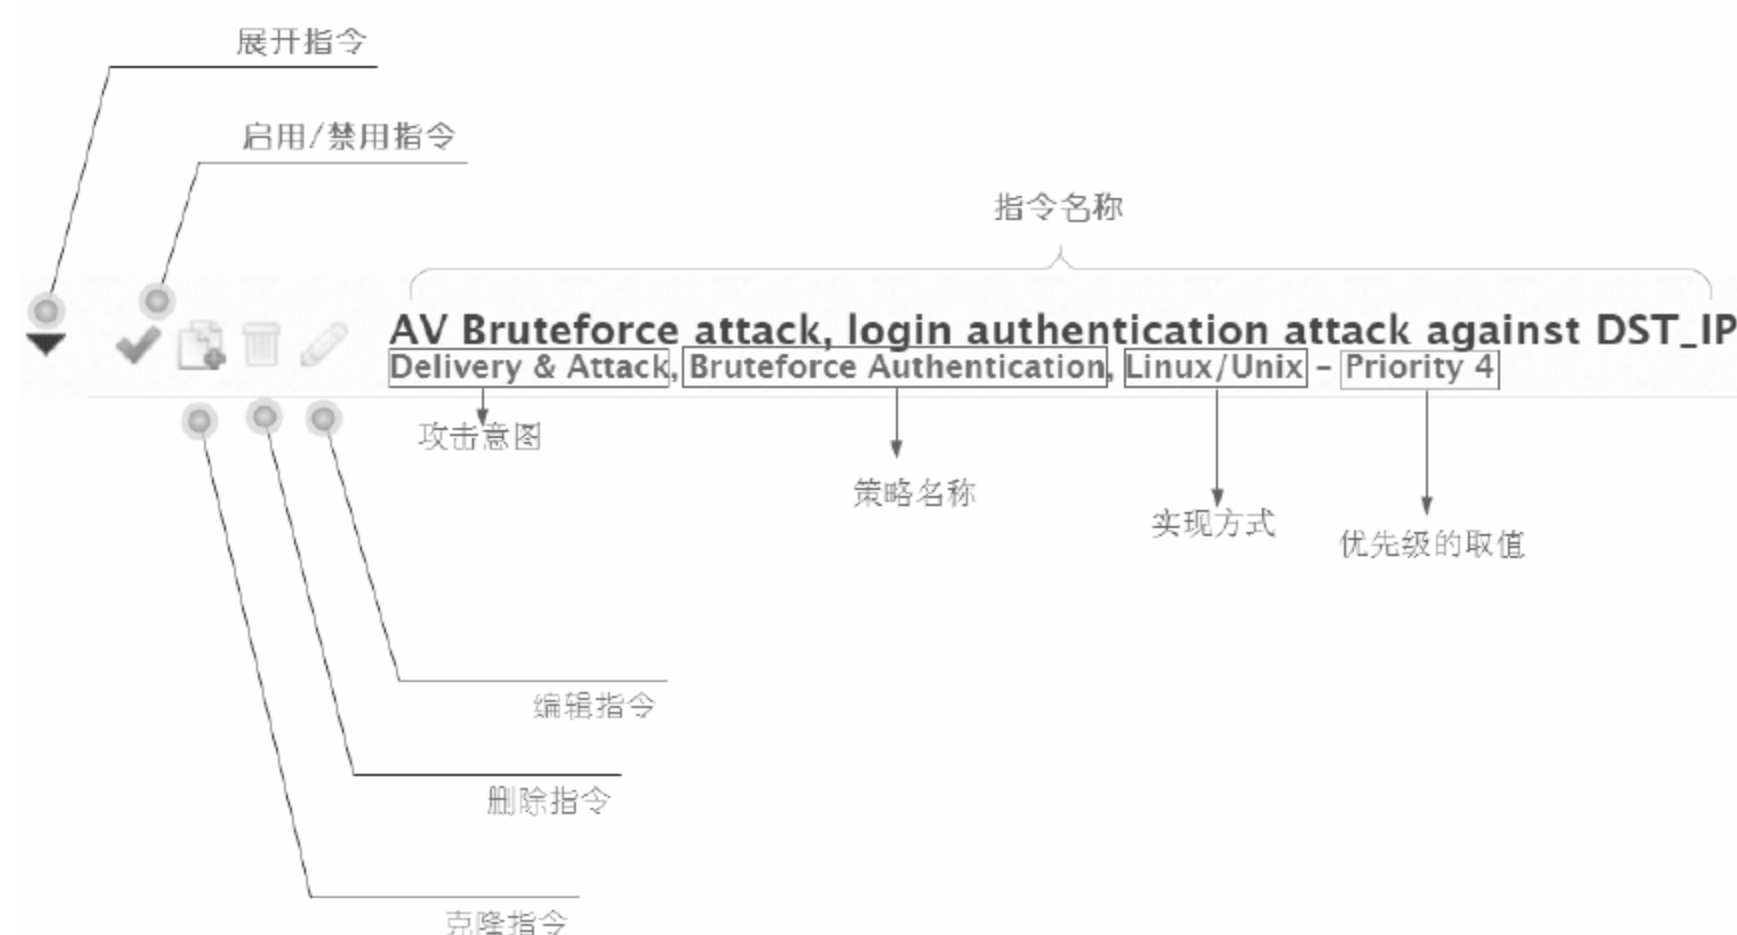 展开指令
启用/禁用指令
指令名称
AV Bruteforce attack, login authentication attack against DST_IP
Delivery & Attack, Bruteforce Authentication, Linux/Unix – Priority 4
攻击意图
策略名称
实现方式
优先级的取值
编辑指令
删除指令
克隆指令